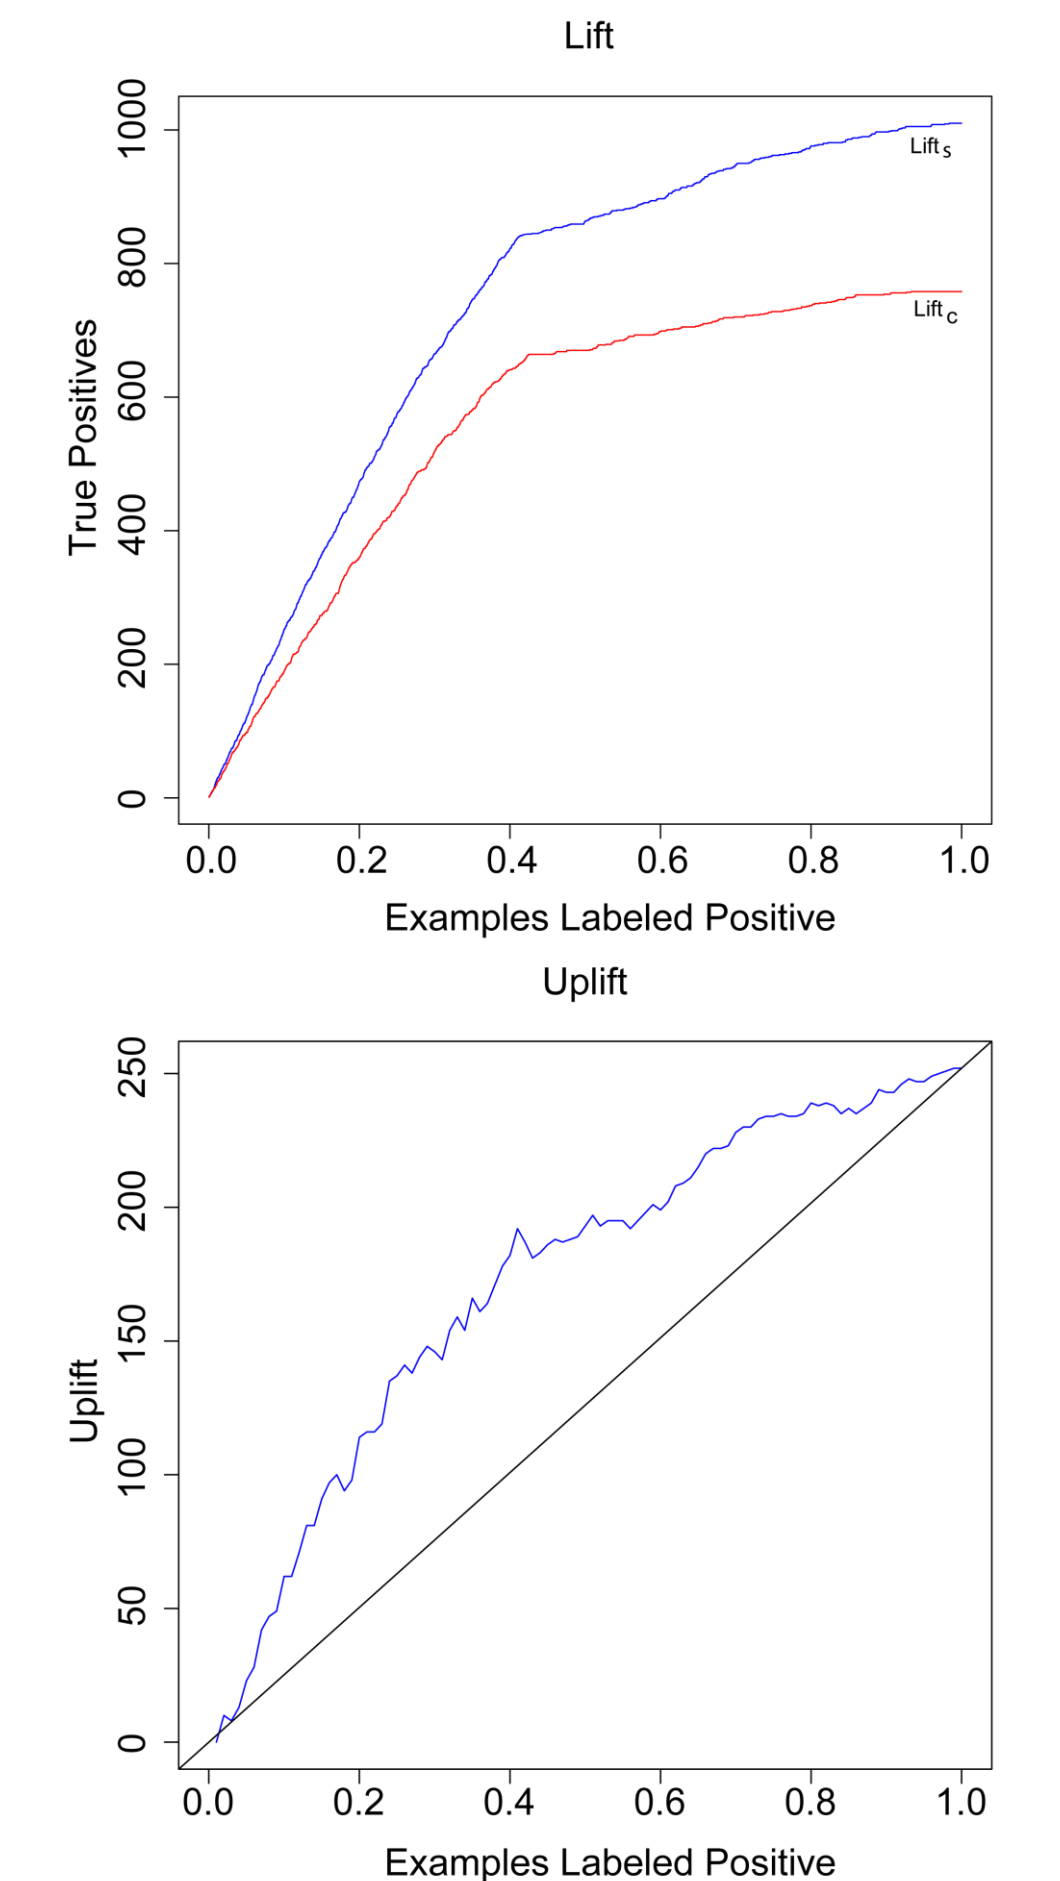 Lift
1000
800
600
400
200
0
True Positives
Lift S
Lift C
0.0 0.2 0.4 0.6 0.8 1.0
Examples Labeled Positive
Uplift
250
200
150
100
50
0
Uplift
0.0 0.2 0.4 0.6 0.8 1.0
Examples Labeled Positive